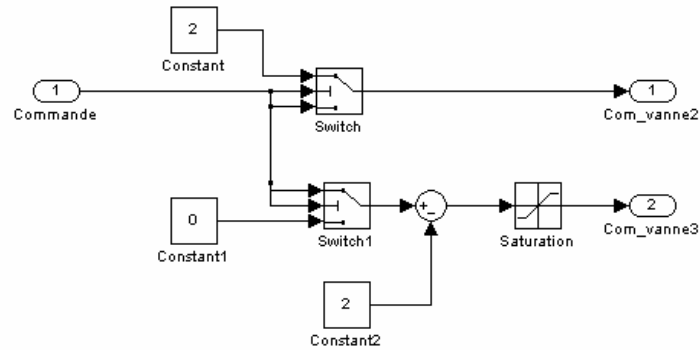 2
Constant
1
Commande
Switch
1
Com_vanne2
0
Constant1
Switch1
+
-
Saturation
2
Com_vanne3
2
Constant2